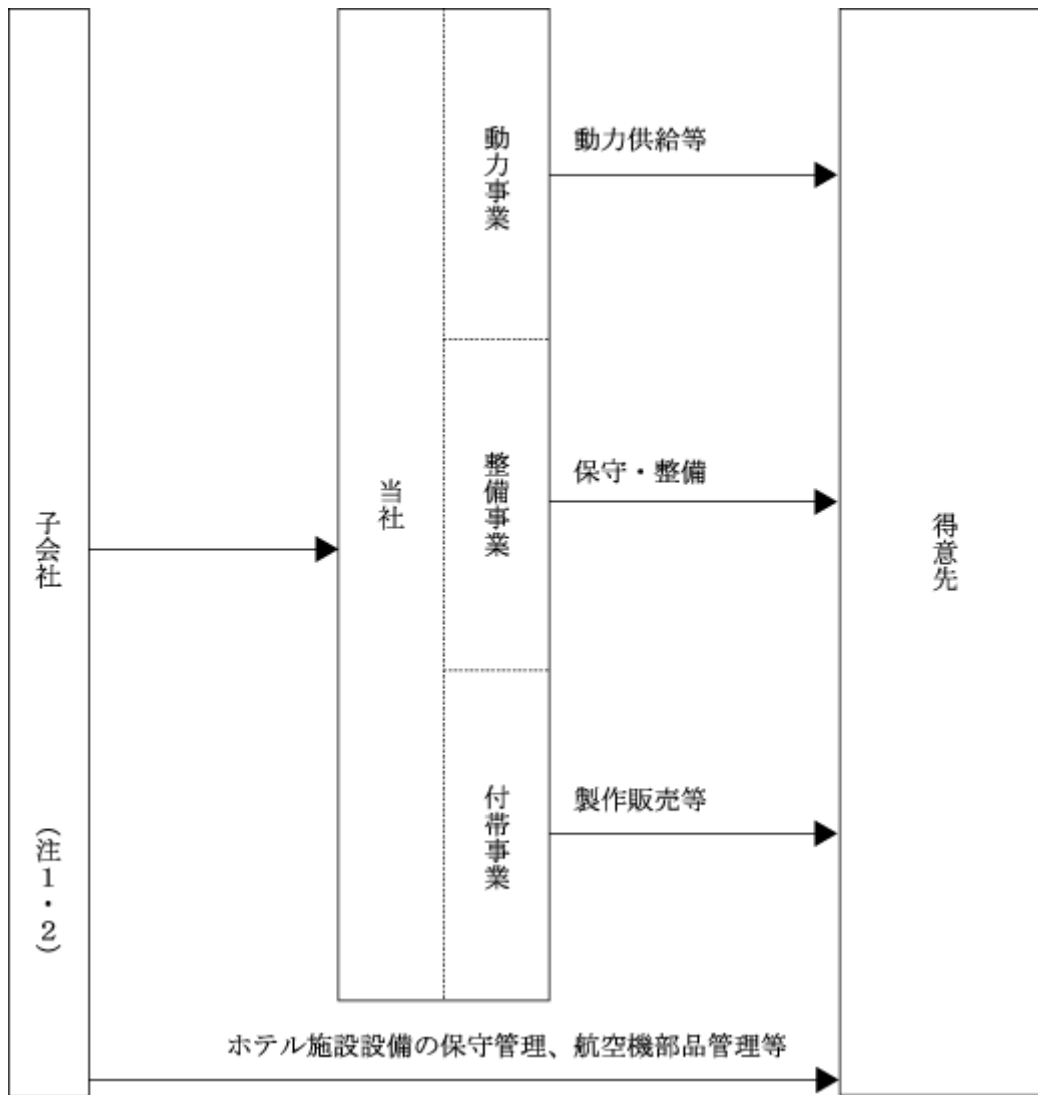 子会社
(注1・2)
当社
動力事業
動力供給等
整備事業
保守・整備
付帯事業
製作販売等
得意先
ホテル施設設備の保守管理、航空機部品管理等